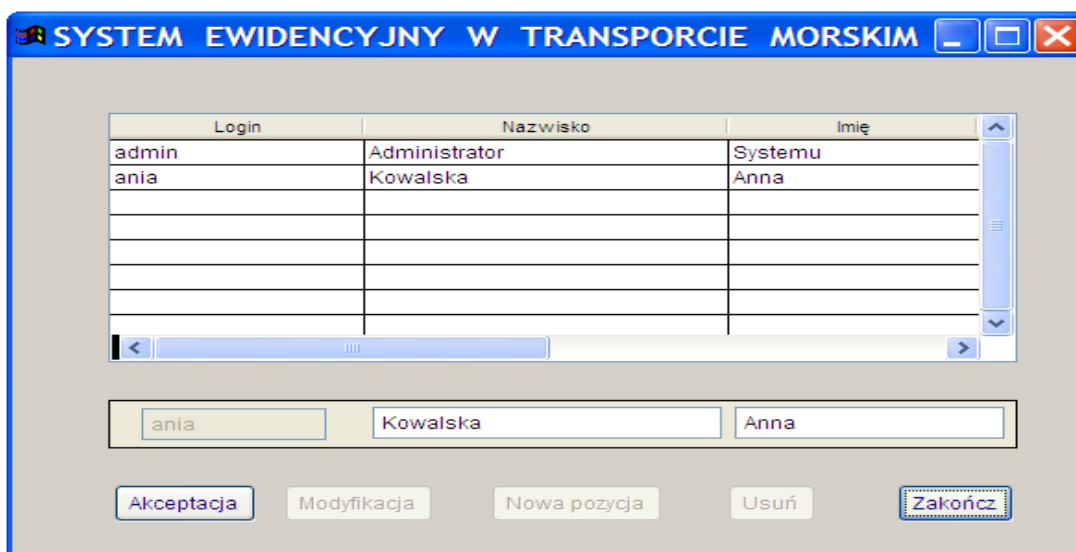 SYSTEM EWIDENCYJNY W TRANSPORCIE MORSKIM
Login Nazwisko Imię
admin Administrator Systemu
ania Kowalska Anna
ania Kowalska Anna
Akceptacja Modyfikacja Nowa pozycja Usuń Zakończ